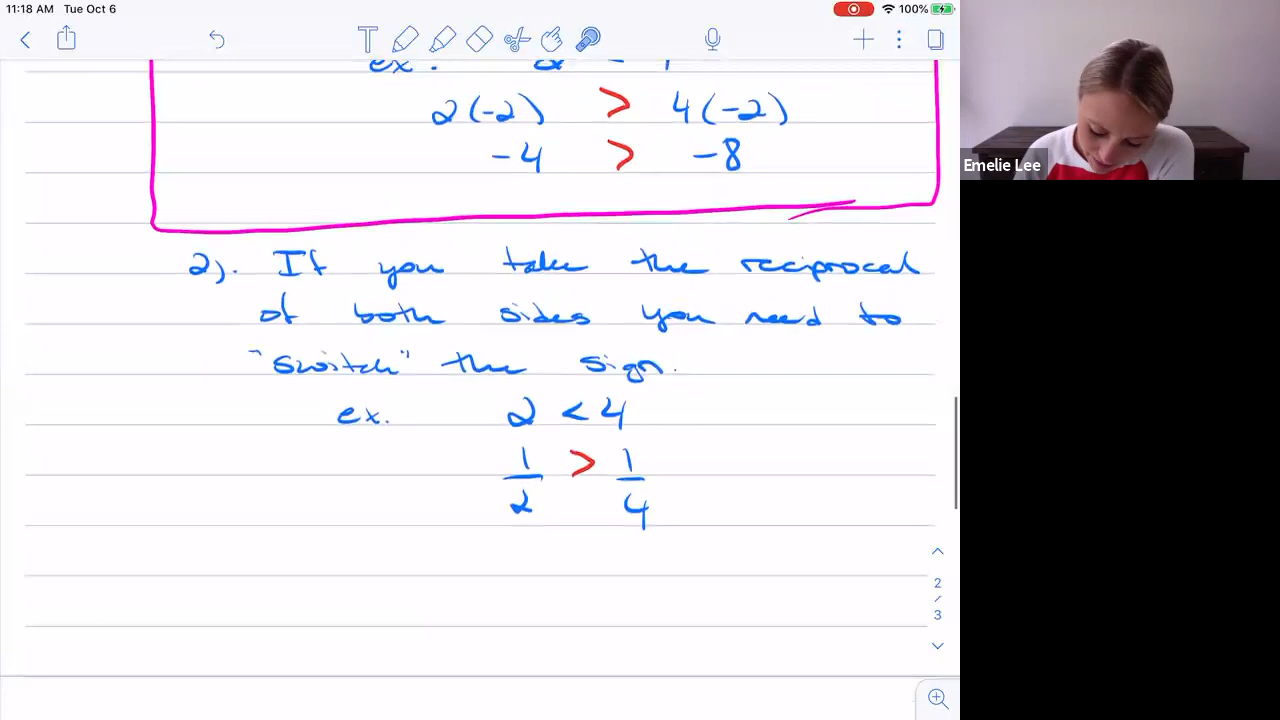 11:18 AM Tue Oct 6
100%
2(-2) > 4(-2)
-4 > -8
Emelie Lee
2). If you take the reciprocal
of both sides you need to
"switch" the sign.
ex. 2 < 4
1/2 > 1/4
2
/
3